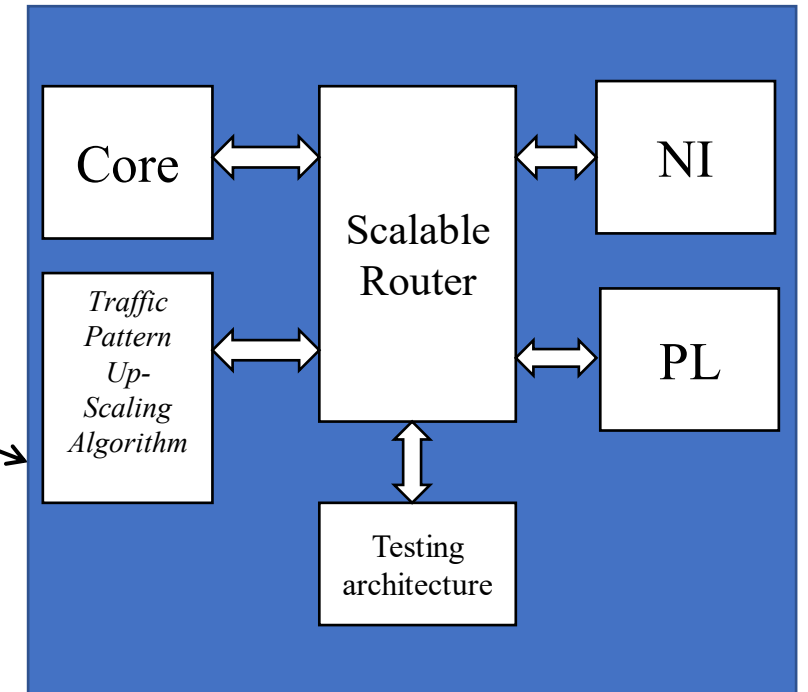 Core
Scalable
Router
NI
Traffic
Pattern
Up-
Scaling
Algorithm
PL
Testing
architecture